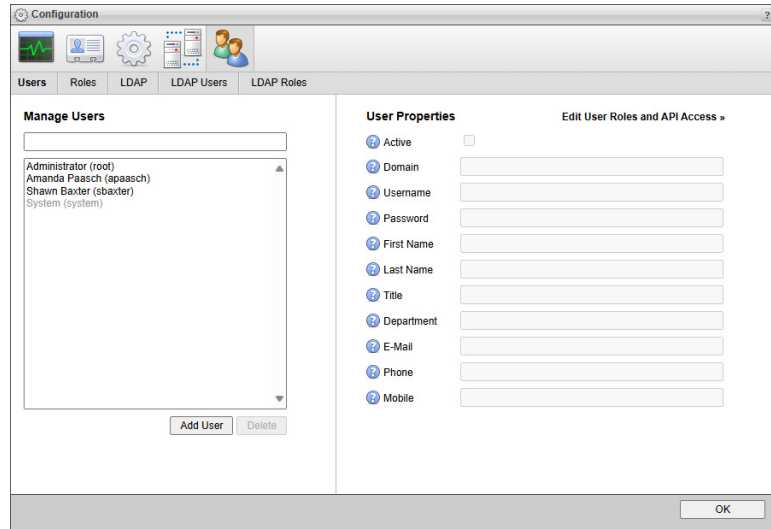 Configuration
?
Users Roles LDAP LDAP Users LDAP Roles
Manage Users
Administrator (root)
Amanda Paasch (apaasch)
Shawn Baxter (sbaxter)
System (system)
Add User Delete
User Properties Edit User Roles and API Access »
? Active
? Domain
? Username
? Password
? First Name
? Last Name
? Title
? Department
? E-Mail
? Phone
? Mobile
OK